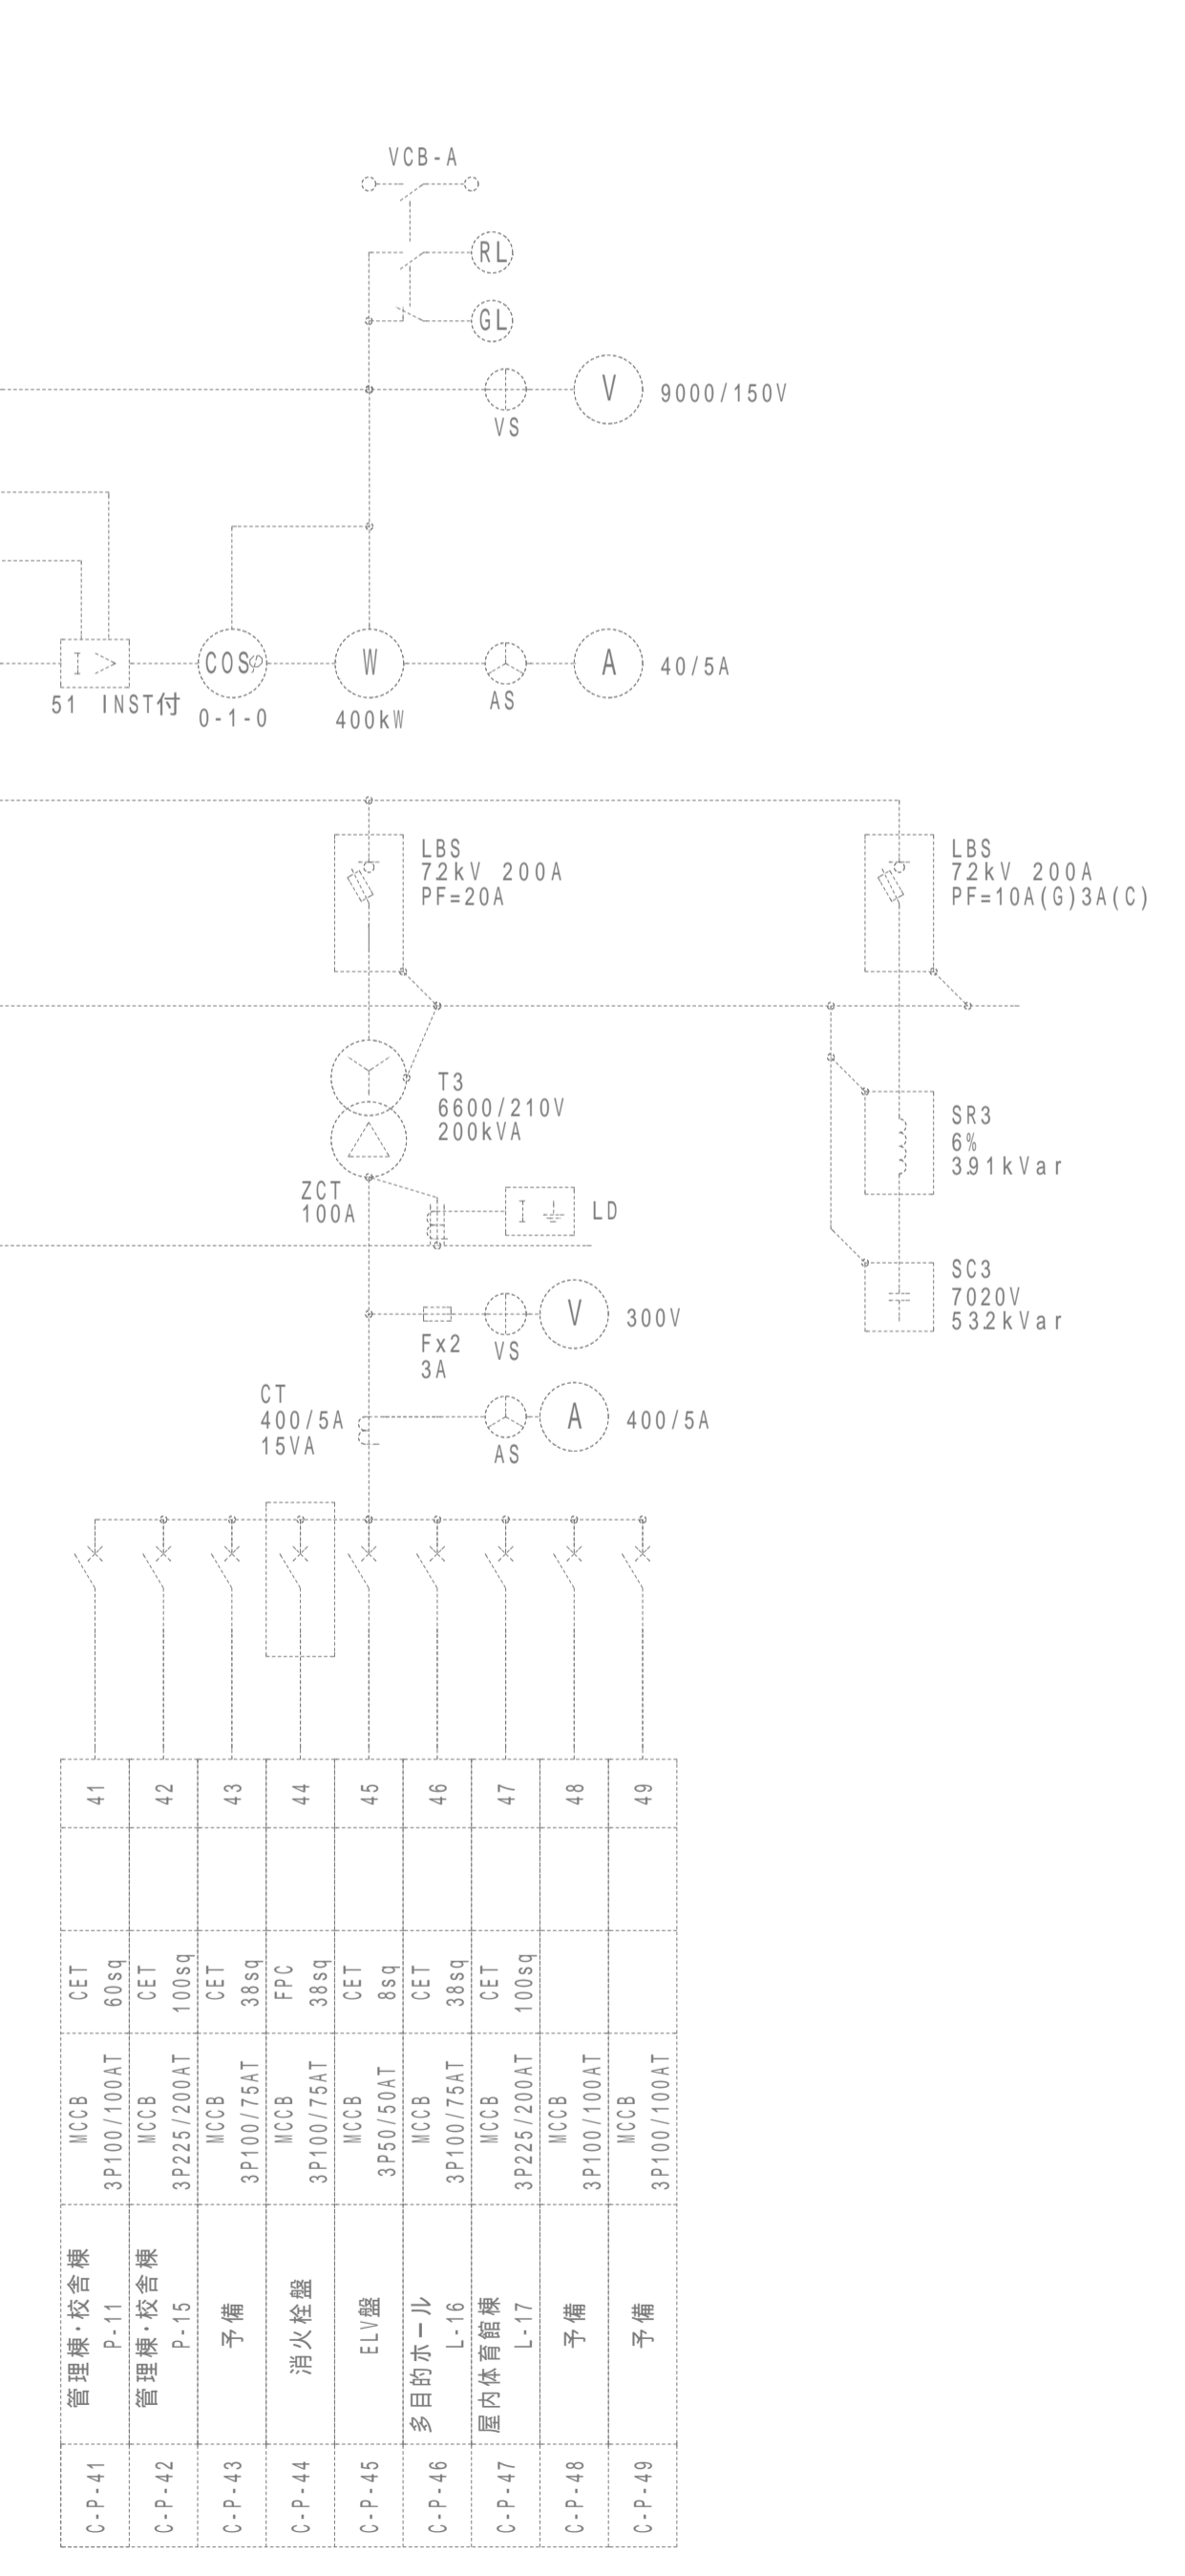 VCB-A
RL
GL
V
9000/150V
VS
I
COSφ
W
A
40/5A
51 INST付
0-1-0
400kW
AS
LBS
7.2kV 200A
PF=20A
LBS
7.2kV 200A
PF=10A(G)3A(C)
T3
6600/210V
200kVA
SR3
6%
3.91kVar
ZCT
100A
I
LD
SC3
7020V
53.2kVar
V
300V
Fx2
3A
VS
CT
400/5A
15VA
A
400/5A
AS
41
42
43
44
45
46
47
48
49
CET
60sq
CET
100sq
CET
38sq
FPC
38sq
CET
8sq
CET
38sq
CET
100sq
MCCB
3P100/100AT
MCCB
3P225/200AT
MCCB
3P100/75AT
MCCB
3P100/75AT
MCCB
3P50/50AT
MCCB
3P100/75AT
MCCB
3P225/200AT
MCCB
3P100/100AT
MCCB
3P100/100AT
管理棟・校舎棟
P-11
管理棟・校舎棟
P-15
予備
消火栓盤
ELV盤
多目的ホール
L-16
屋内体育館棟
L-17
予備
予備
C-P-41
C-P-42
C-P-43
C-P-44
C-P-45
C-P-46
C-P-47
C-P-48
C-P-49